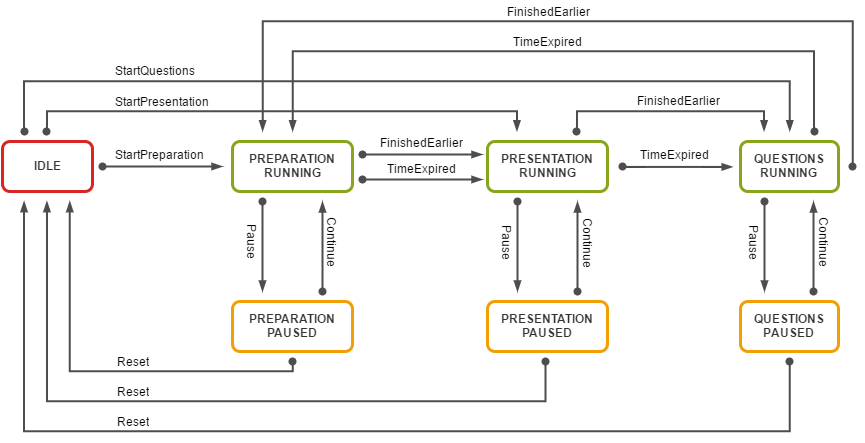 FinishedEarlier
TimeExpired
StartQuestions
StartPresentation
FinishedEarlier
StartPreparation
FinishedEarlier
TimeExpired
TimeExpired
IDLE
PREPARATION
RUNNING
PRESENTATION
RUNNING
QUESTIONS
RUNNING
Pause
Continue
Pause
Continue
Pause
Continue
PREPARATION
PAUSED
PRESENTATION
PAUSED
QUESTIONS
PAUSED
Reset
Reset
Reset